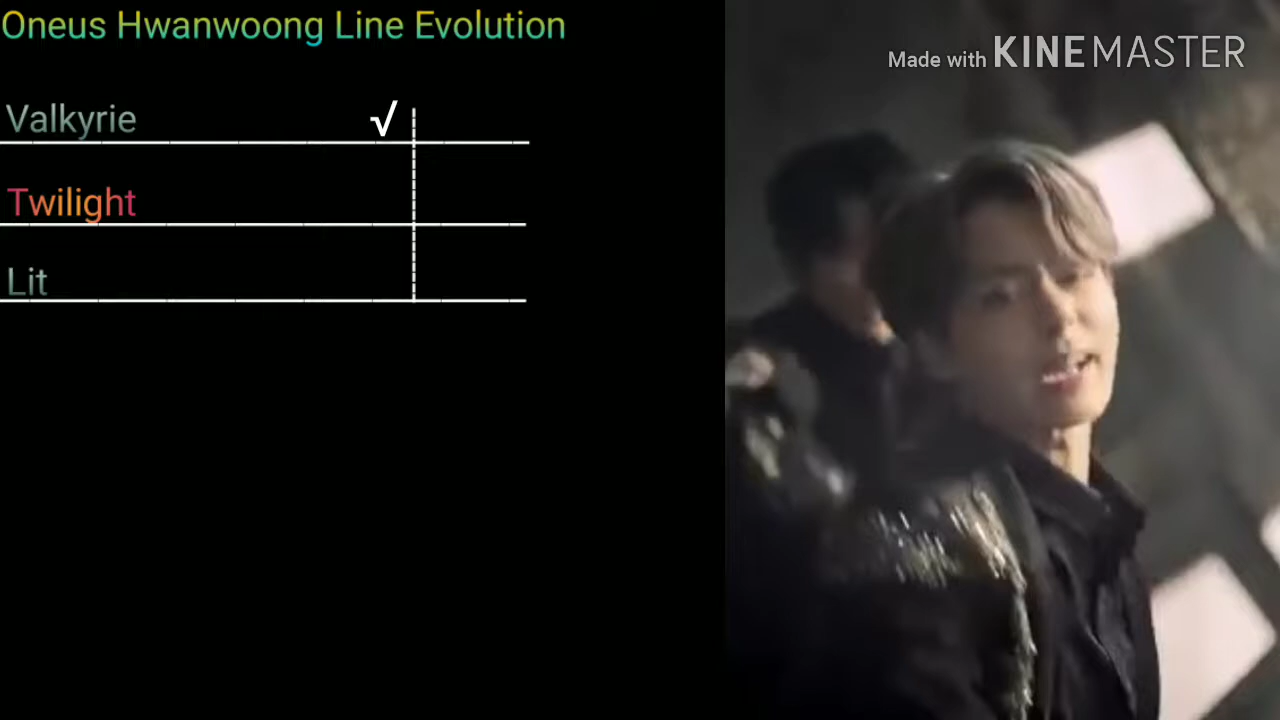 Oneus Hwanwoong Line Evolution
Made with KINEMASTER
Valkyrie √
Twilight
Lit